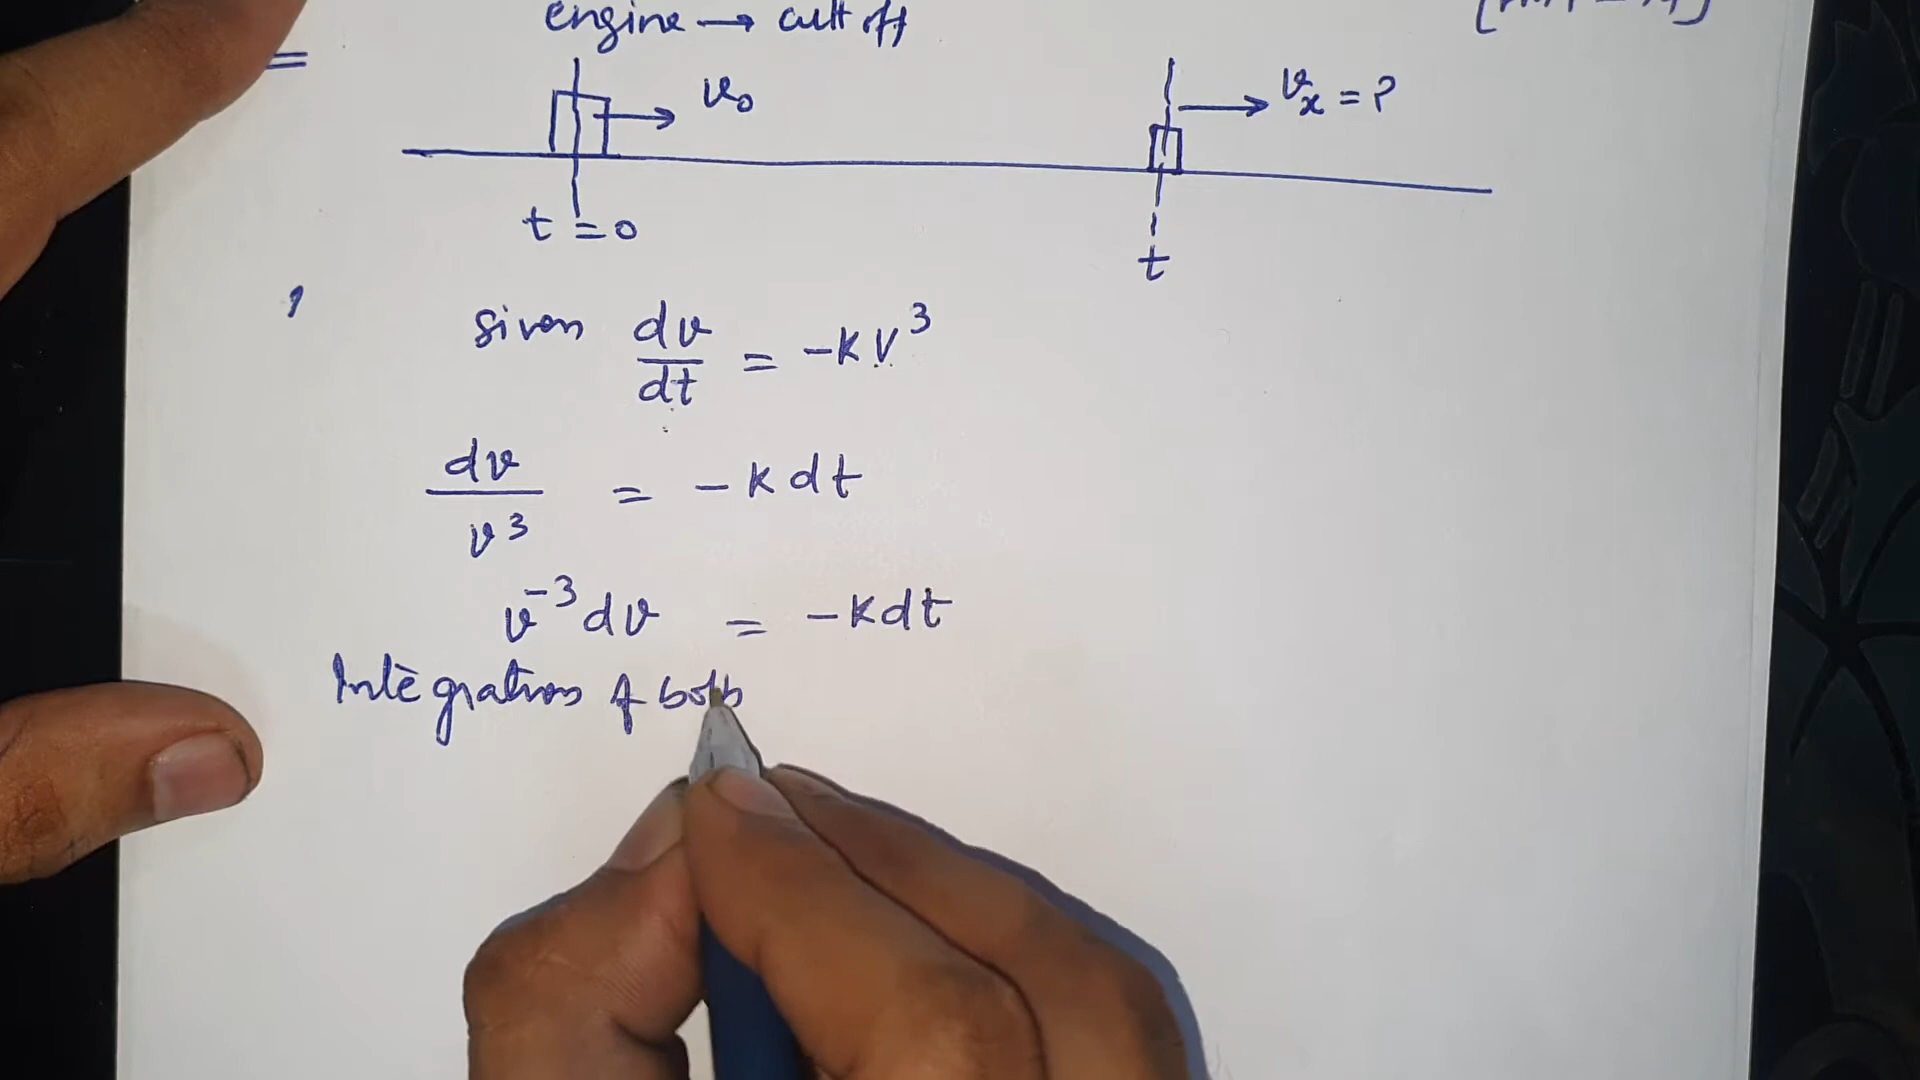 engine → cutt off
=
v₀
vₓ = ?
t = 0
t
given dv/dt = -KV³
dv/v³ = -K dt
v⁻³ dv = -K dt
Integration of both